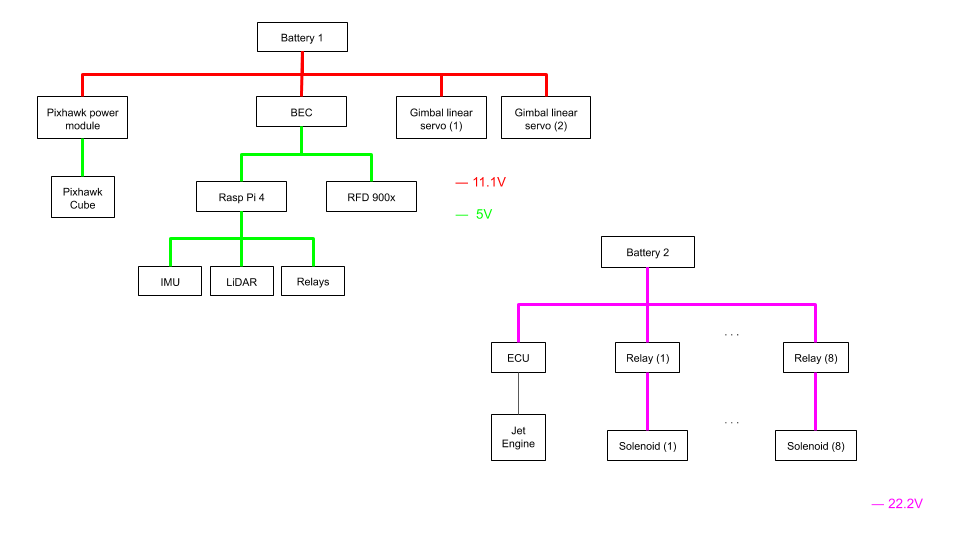 Battery 1
Pixhawk power
module
BEC
Gimbal linear
servo (1)
Gimbal linear
servo (2)
Pixhawk
Cube
Rasp Pi 4
RFD 900x
— 11.1V
— 5V
IMU
LiDAR
Relays
Battery 2
. . .
ECU
Relay (1)
Relay (8)
Jet
Engine
. . .
Solenoid (1)
Solenoid (8)
— 22.2V